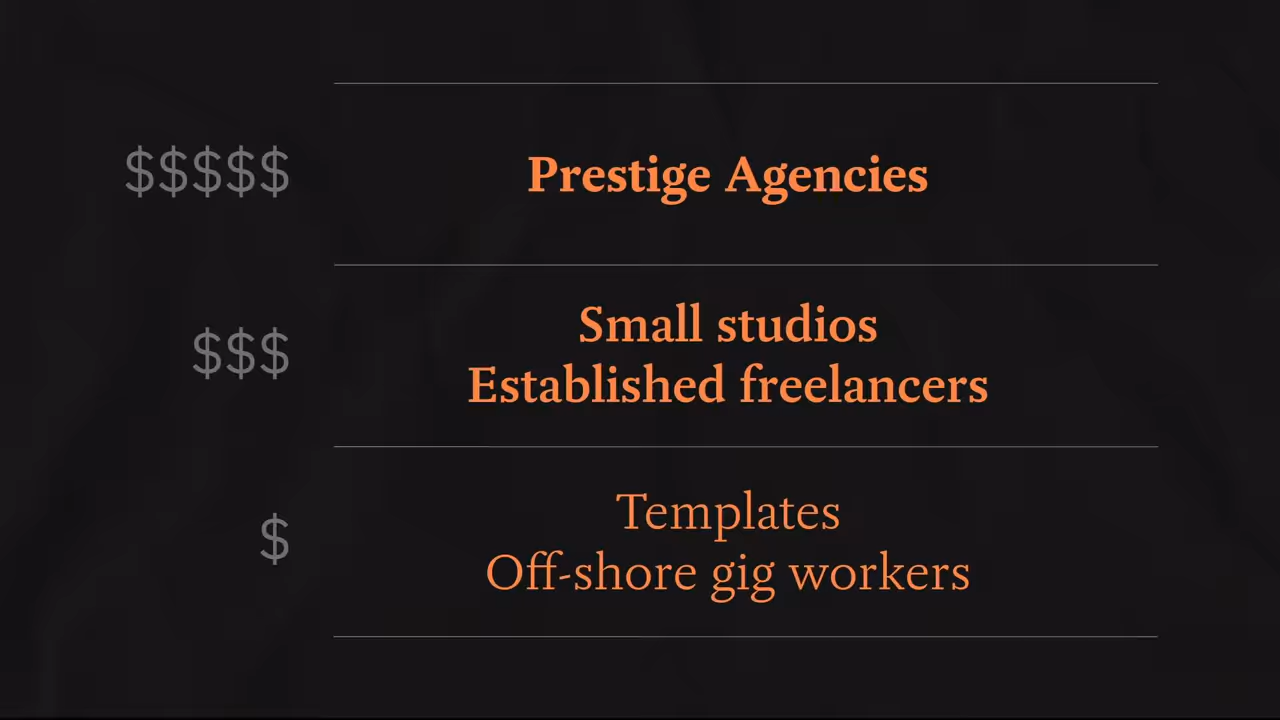 $$$$$
Prestige Agencies
$$$
Small studios
Established freelancers
$
Templates
Off-shore gig workers